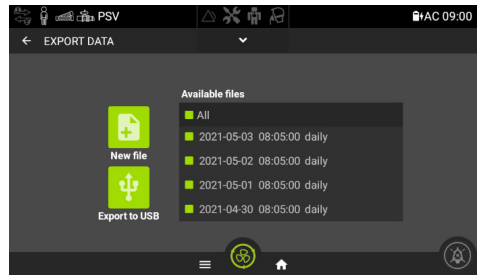 PSV AC 09:00
EXPORT DATA
Available files
All
2021-05-03 08:05:00 daily
2021-05-02 08:05:00 daily
2021-05-01 08:05:00 daily
2021-04-30 08:05:00 daily
New file
Export to USB